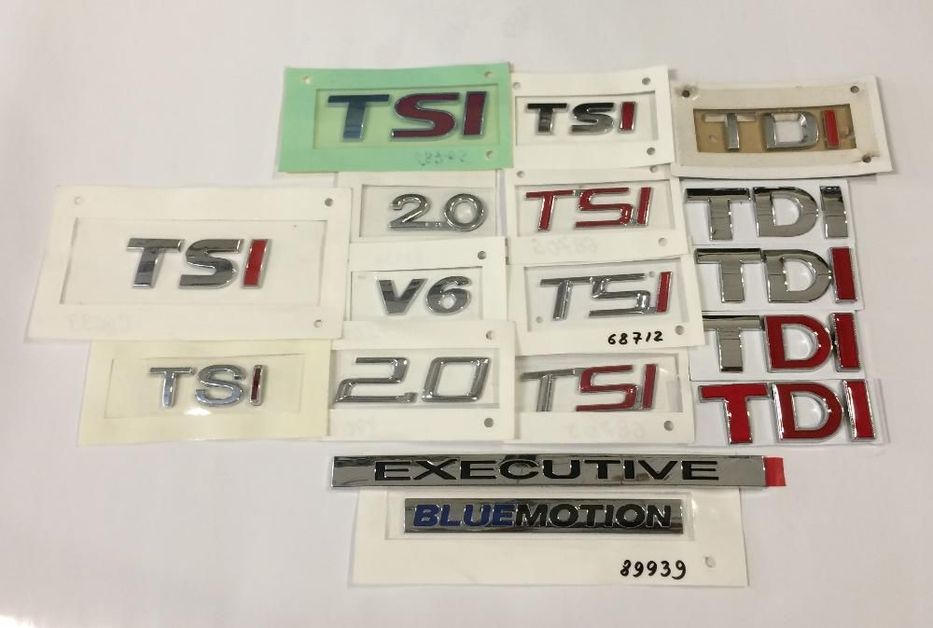 TSI
TSI
TDI
2.0
TSI
TDI
TSI
V6
TSI
68712
TDI
TSI
2.0
TSI
TDI
TDI
EXECUTIVE
BLUEMOTION
89939